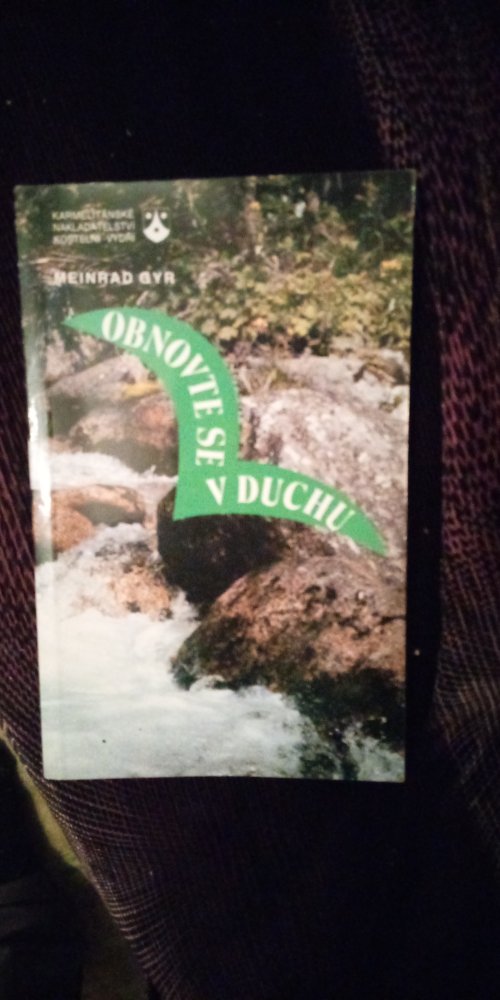 KARMELITÁNSKÉ
NAKLADATELSTVÍ
KOSTELNÍ VYDŘÍ
MEINRAD GYR
OBNOVTE SE
V DUCHU